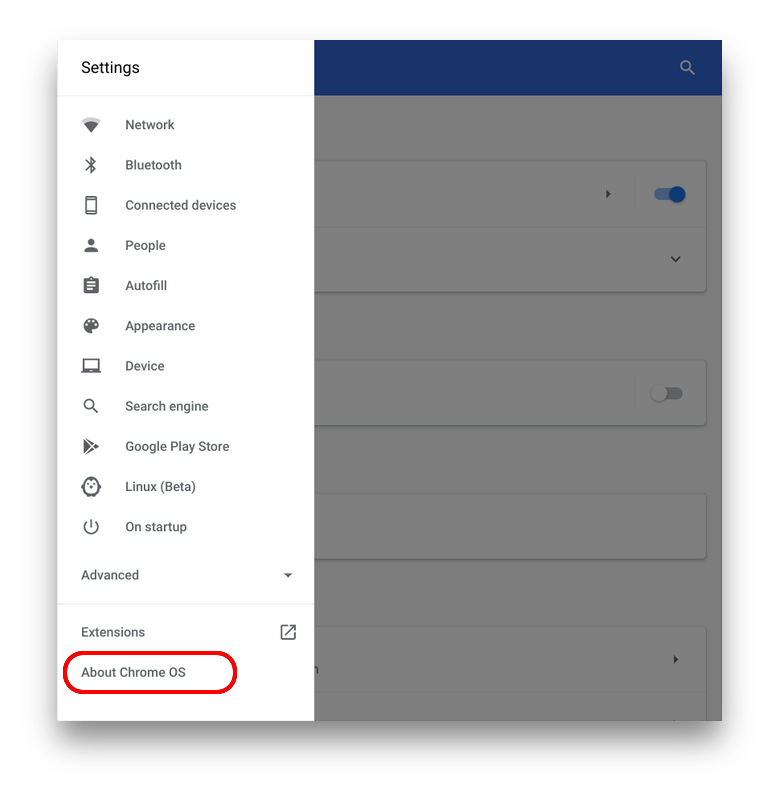 Settings
Network
Bluetooth
Connected devices
People
Autofill
Appearance
Device
Search engine
Google Play Store
Linux (Beta)
On startup
Advanced
Extensions
About Chrome OS